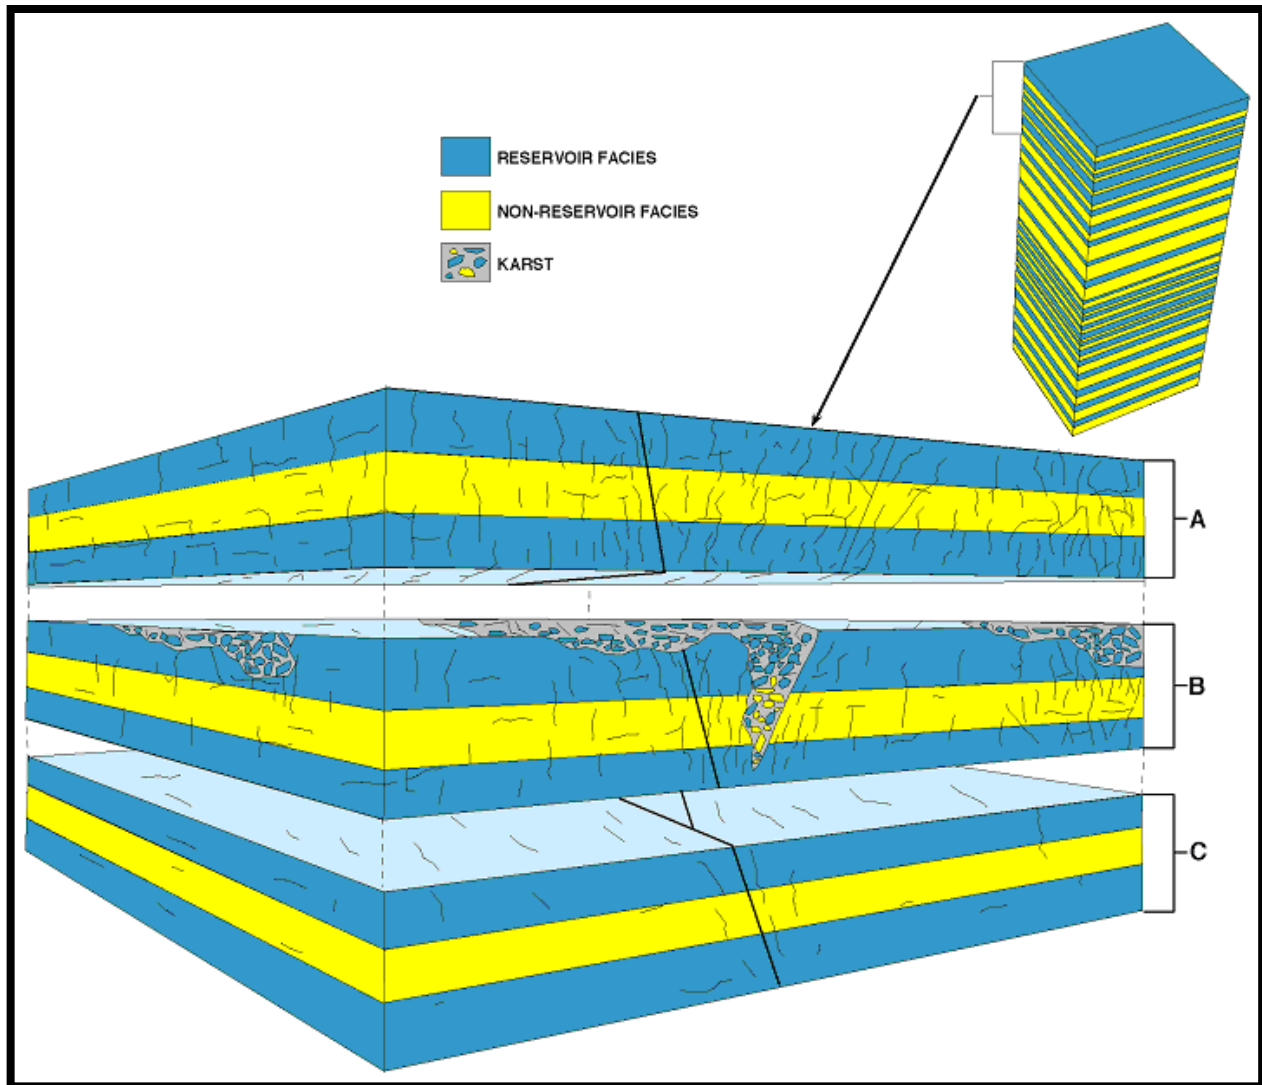 RESERVOIR FACIES
NON-RESERVOIR FACIES
KARST
A
B
C